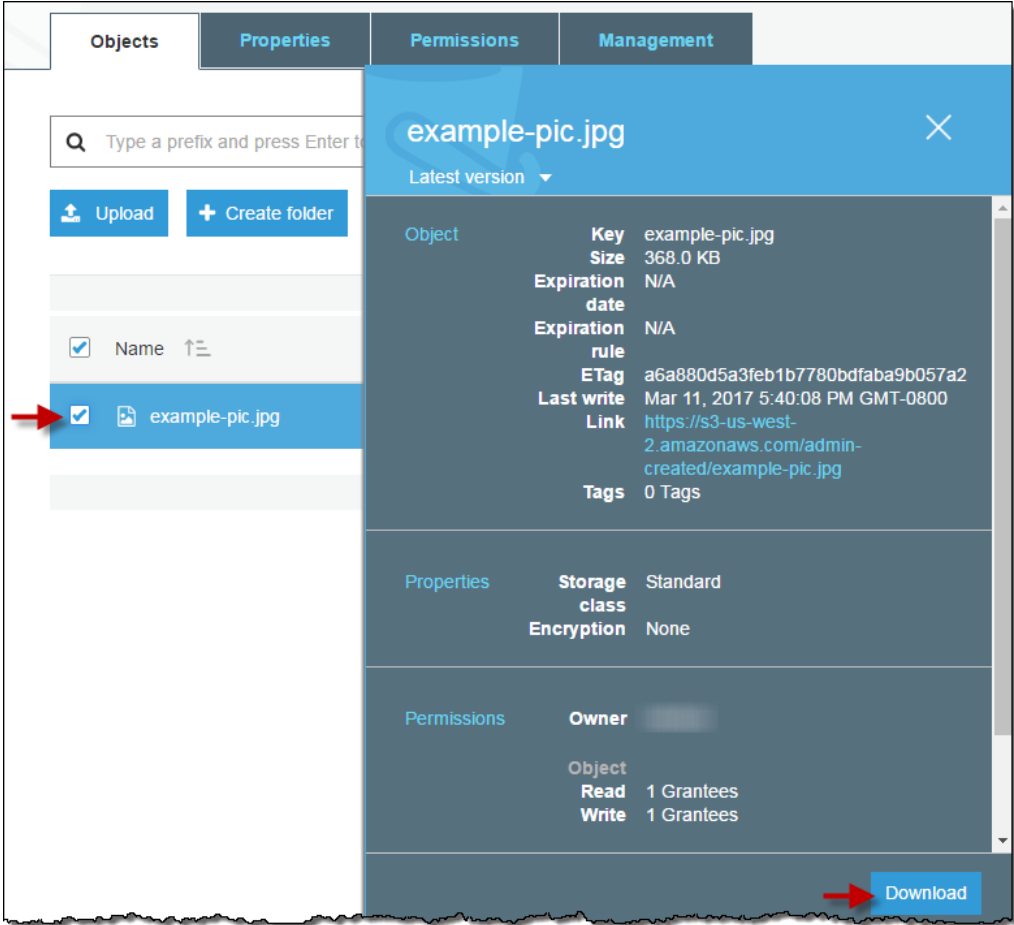 Objects
Properties
Permissions
Management
Type a prefix and press Enter t
Upload
Create folder
Name
example-pic.jpg
example-pic.jpg
Latest version
Object
Key example-pic.jpg
Size 368.0 KB
Expiration N/A
date
Expiration N/A
rule
ETag a6a880d5a3feb1b7780bdfaba9b057a2
Last write Mar 11, 2017 5:40:08 PM GMT-0800
Link https://s3-us-west-
2.amazonaws.com/admin-
created/example-pic.jpg
Tags 0 Tags
Properties
Storage Standard
class
Encryption None
Permissions
Owner
Object
Read 1 Grantees
Write 1 Grantees
Download